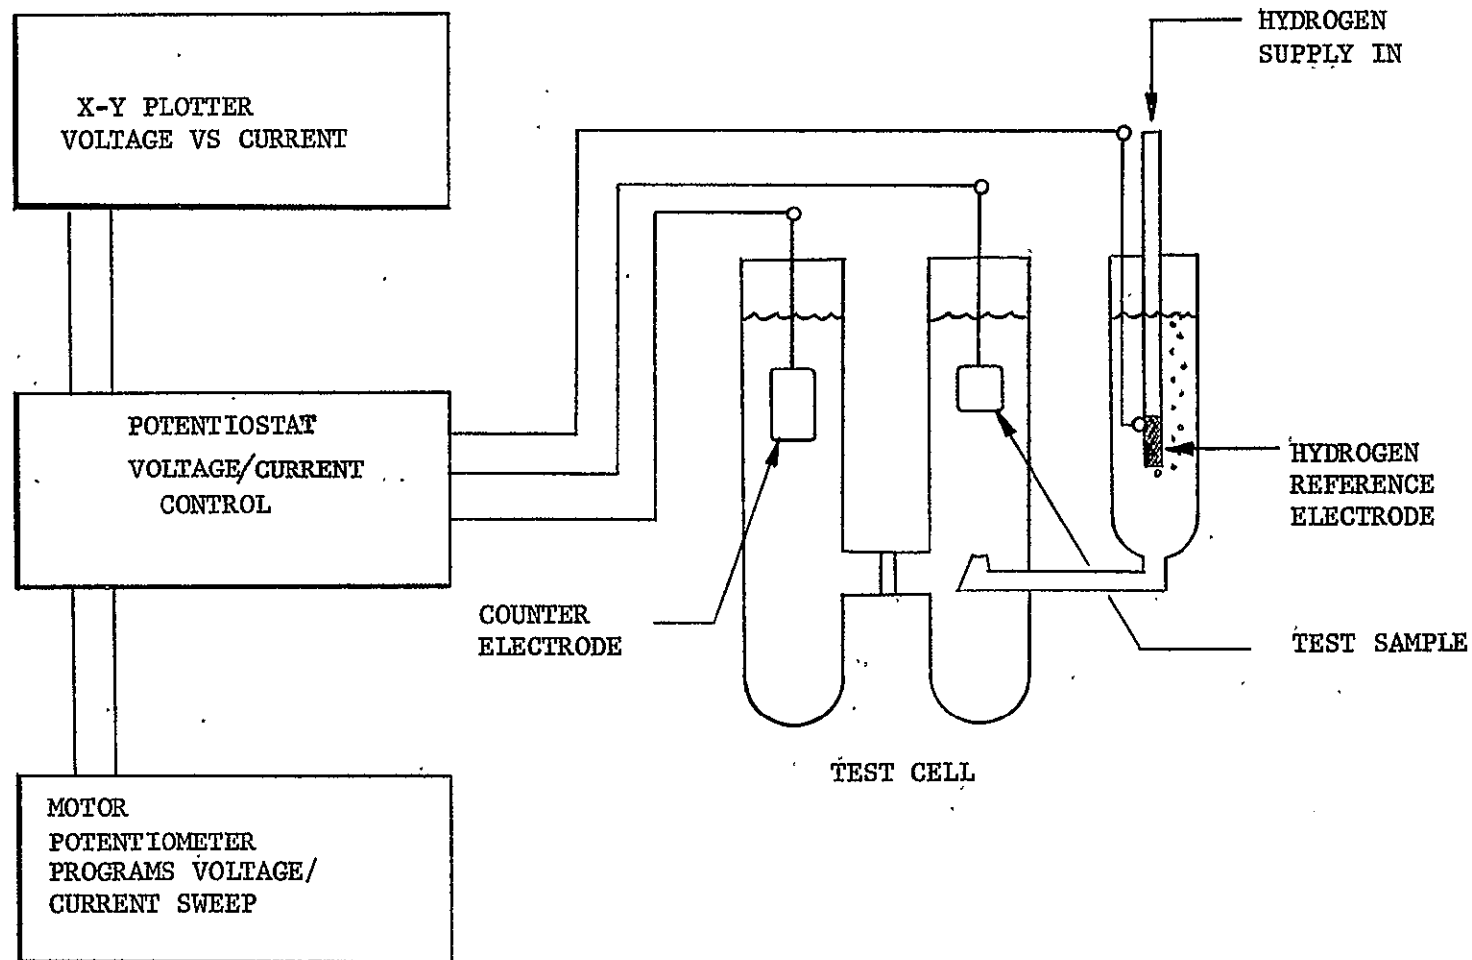 X-Y PLOTTER
VOLTAGE VS CURRENT
HYDROGEN
SUPPLY IN
POTENTIOSTAT
VOLTAGE/CURRENT
CONTROL
HYDROGEN
REFERENCE
ELECTRODE
COUNTER
ELECTRODE
TEST SAMPLE
TEST CELL
MOTOR
POTENTIOMETER
PROGRAMS VOLTAGE/
CURRENT SWEEP